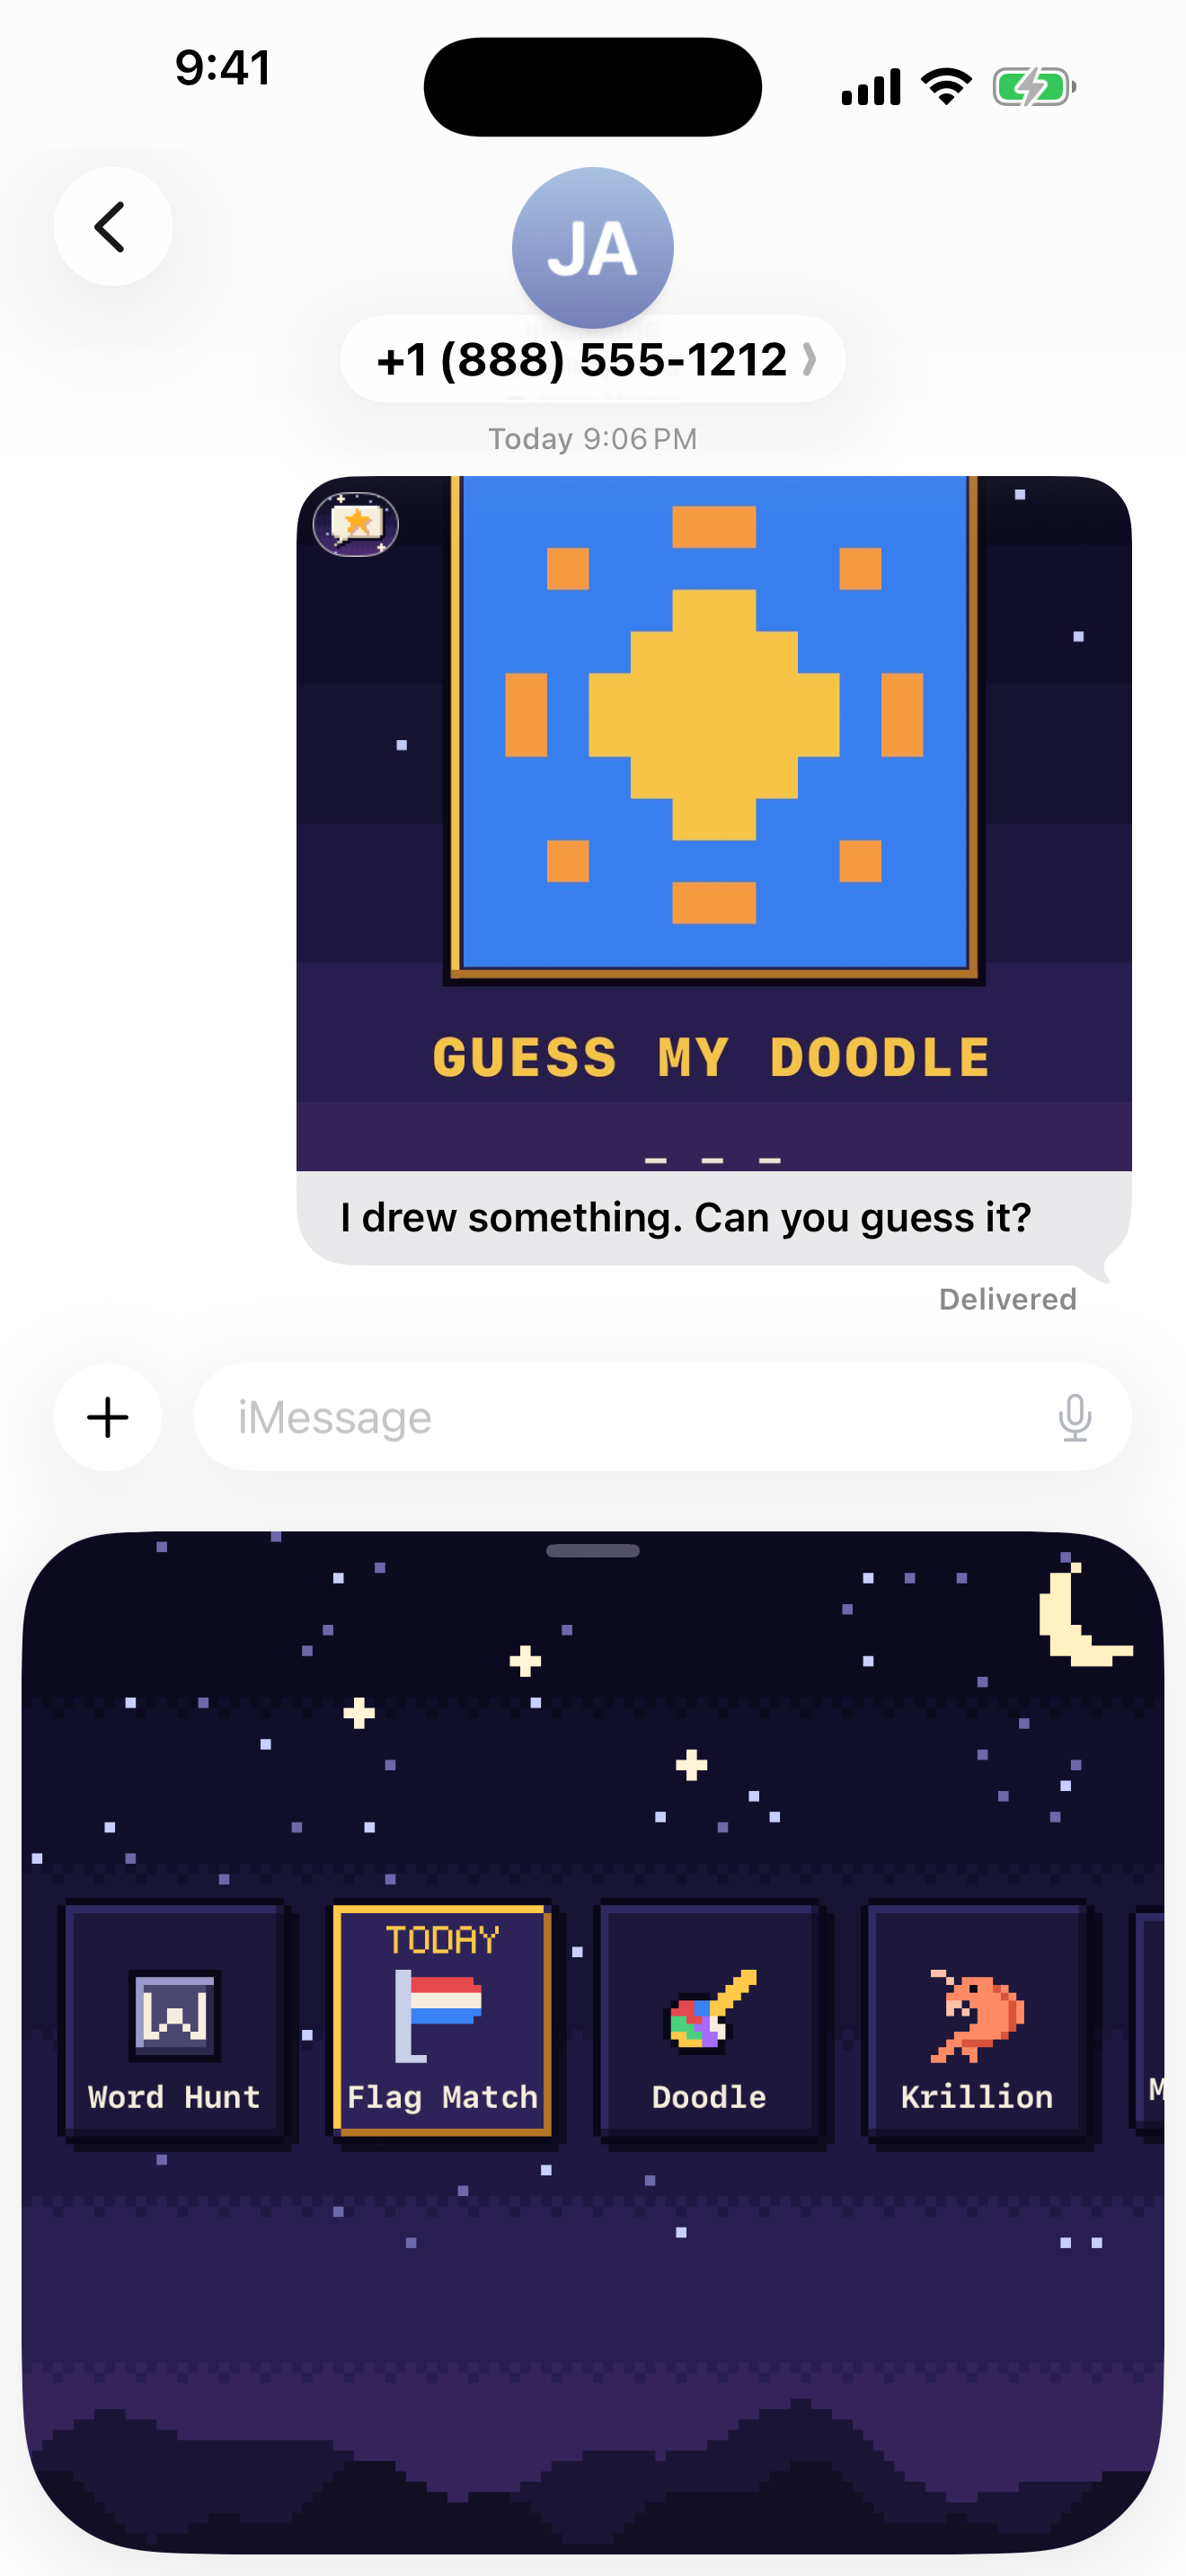 9:41
JA
+1 (888) 555-1212
Today 9:06 PM
GUESS MY DOODLE
_ _ _
I drew something. Can you guess it?
Delivered
iMessage
TODAY
Word Hunt
Flag Match
Doodle
Krillion